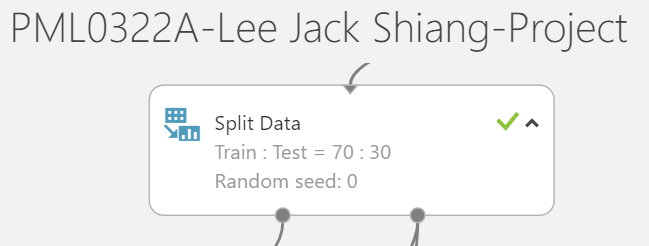 PML0322A-Lee Jack Shiang-Project
Split Data
Train : Test = 70 : 30
Random seed: 0